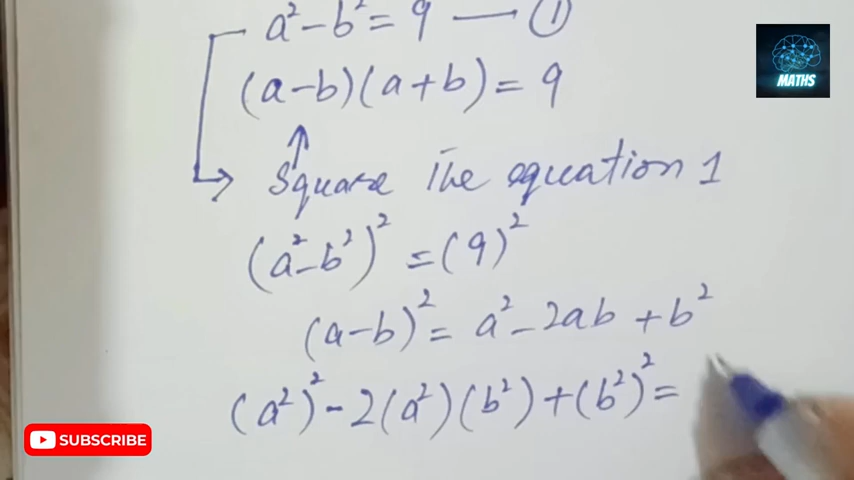 a² - b² = 9 — ①
(a-b)(a+b) = 9
Square The equation 1
(a²-b²)² = (9)²
(a-b)² = a² - 2ab + b²
(a²)² - 2(a²)(b²) + (b²)² =
MATHS
SUBSCRIBE